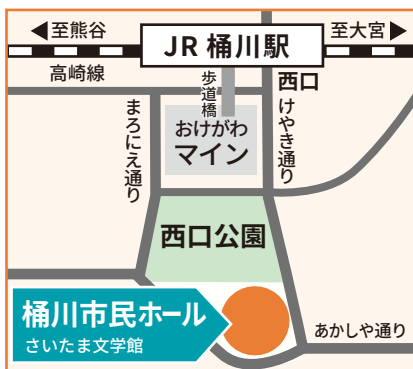 ◀至熊谷
JR 桶川駅
至大宮▶
高崎線
歩道橋
西口
まろにえ通り
おけがわ
マイン
けやき通り
西口公園
桶川市民ホール
さいたま文学館
あかしや通り